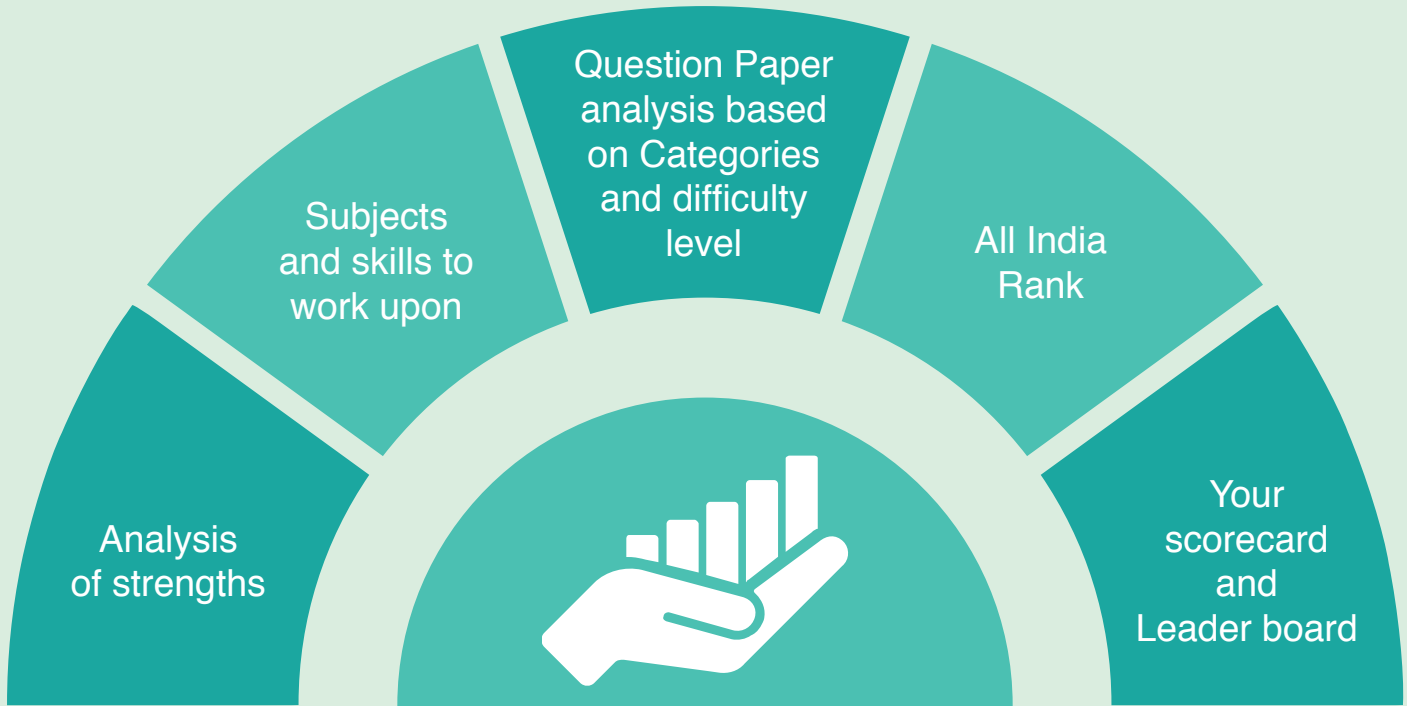 Analysis
of strengths
Subjects
and skills to
work upon
Question Paper
analysis based
on Categories
and difficulty
level
All India
Rank
Your
scorecard
and
Leader board